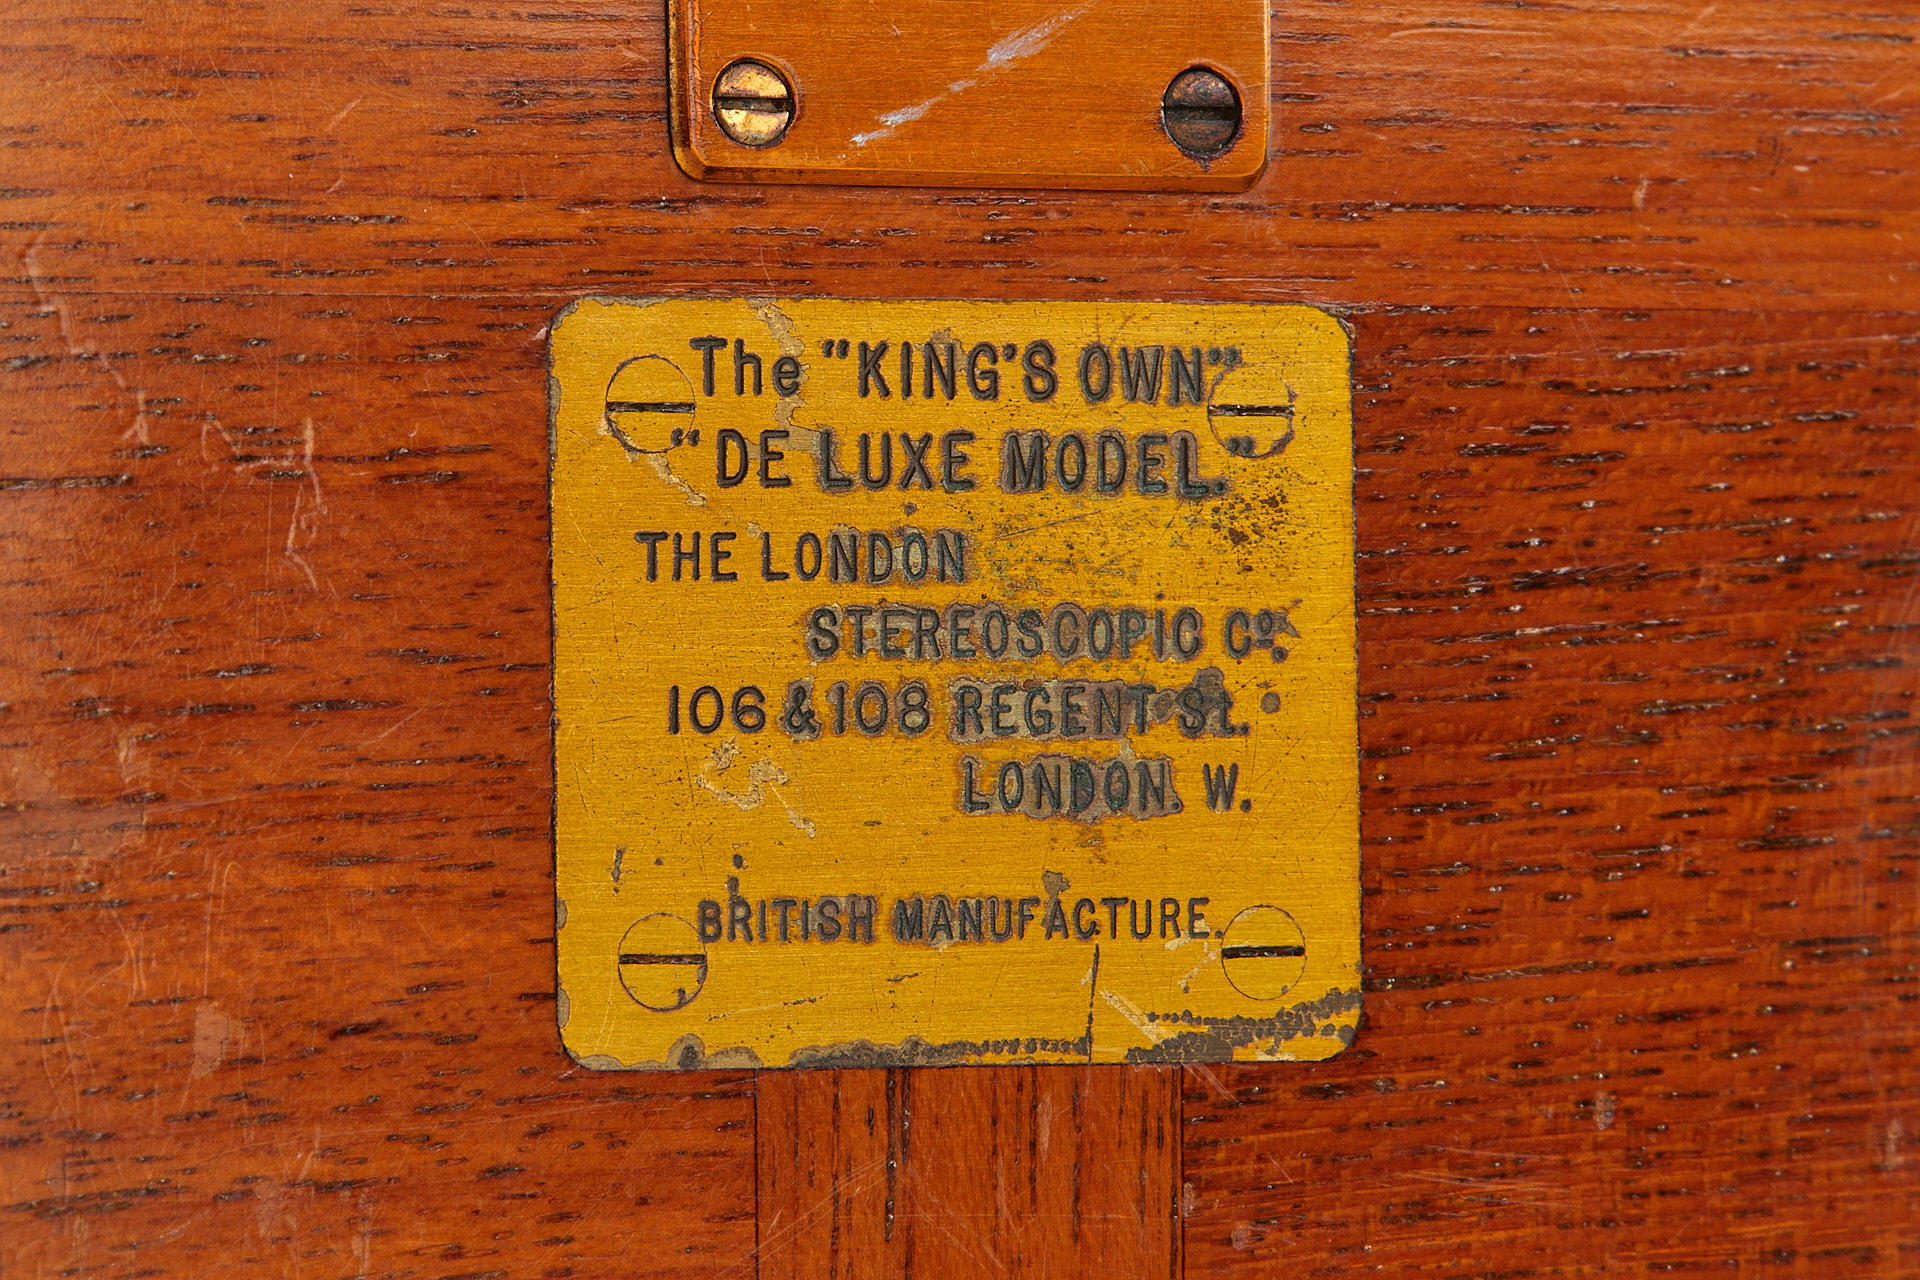 The "KING'S OWN"
"DE LUXE MODEL."
THE LONDON
STEREOSCOPIC Co.
106 & 108 REGENT St.
LONDON. W.
BRITISH MANUFACTURE.